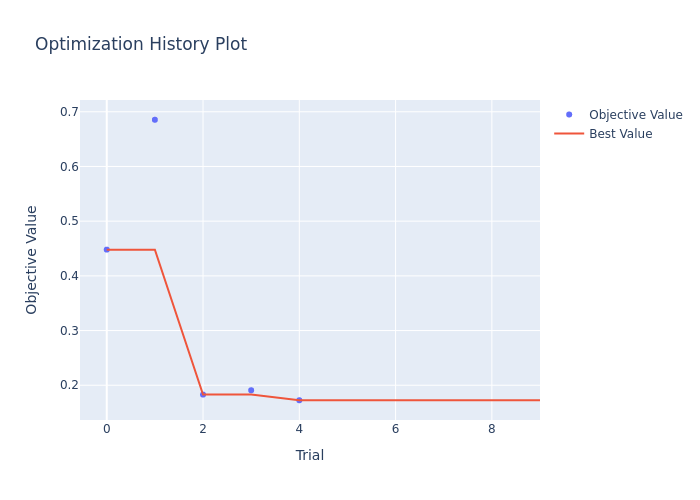 Optimization History Plot
Objective Value
Best Value
0.7
0.6
0.5
0.4
0.3
0.2
Objective Value
0 2 4 6 8
Trial